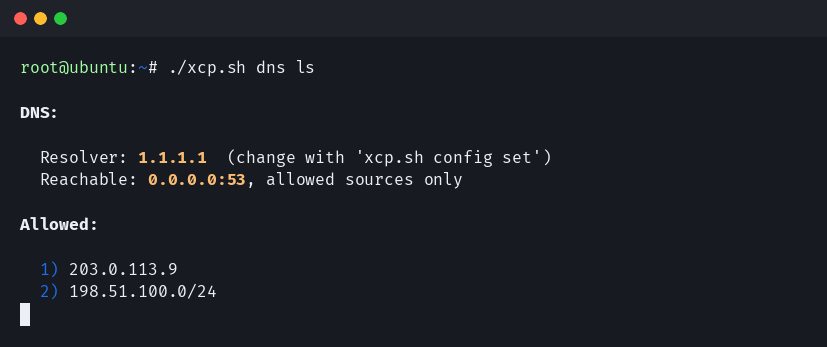 root@ubuntu:~# ./xcp.sh dns ls
DNS:
Resolver: 1.1.1.1  (change with 'xcp.sh config set')
Reachable: 0.0.0.0:53, allowed sources only
Allowed:
1) 203.0.113.9
2) 198.51.100.0/24